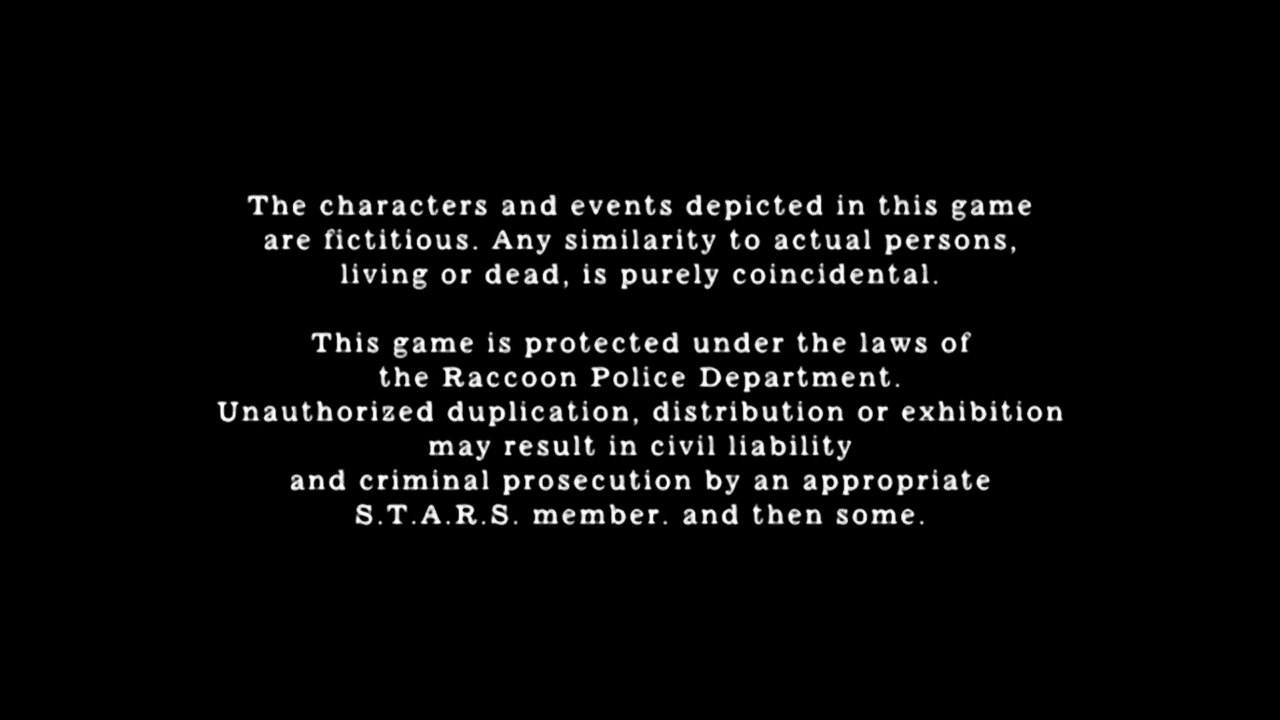 The characters and events depicted in this game
are fictitious. Any similarity to actual persons,
living or dead, is purely coincidental.
This game is protected under the laws of
the Raccoon Police Department.
Unauthorized duplication, distribution or exhibition
may result in civil liability
and criminal prosecution by an appropriate
S.T.A.R.S. member. and then some.